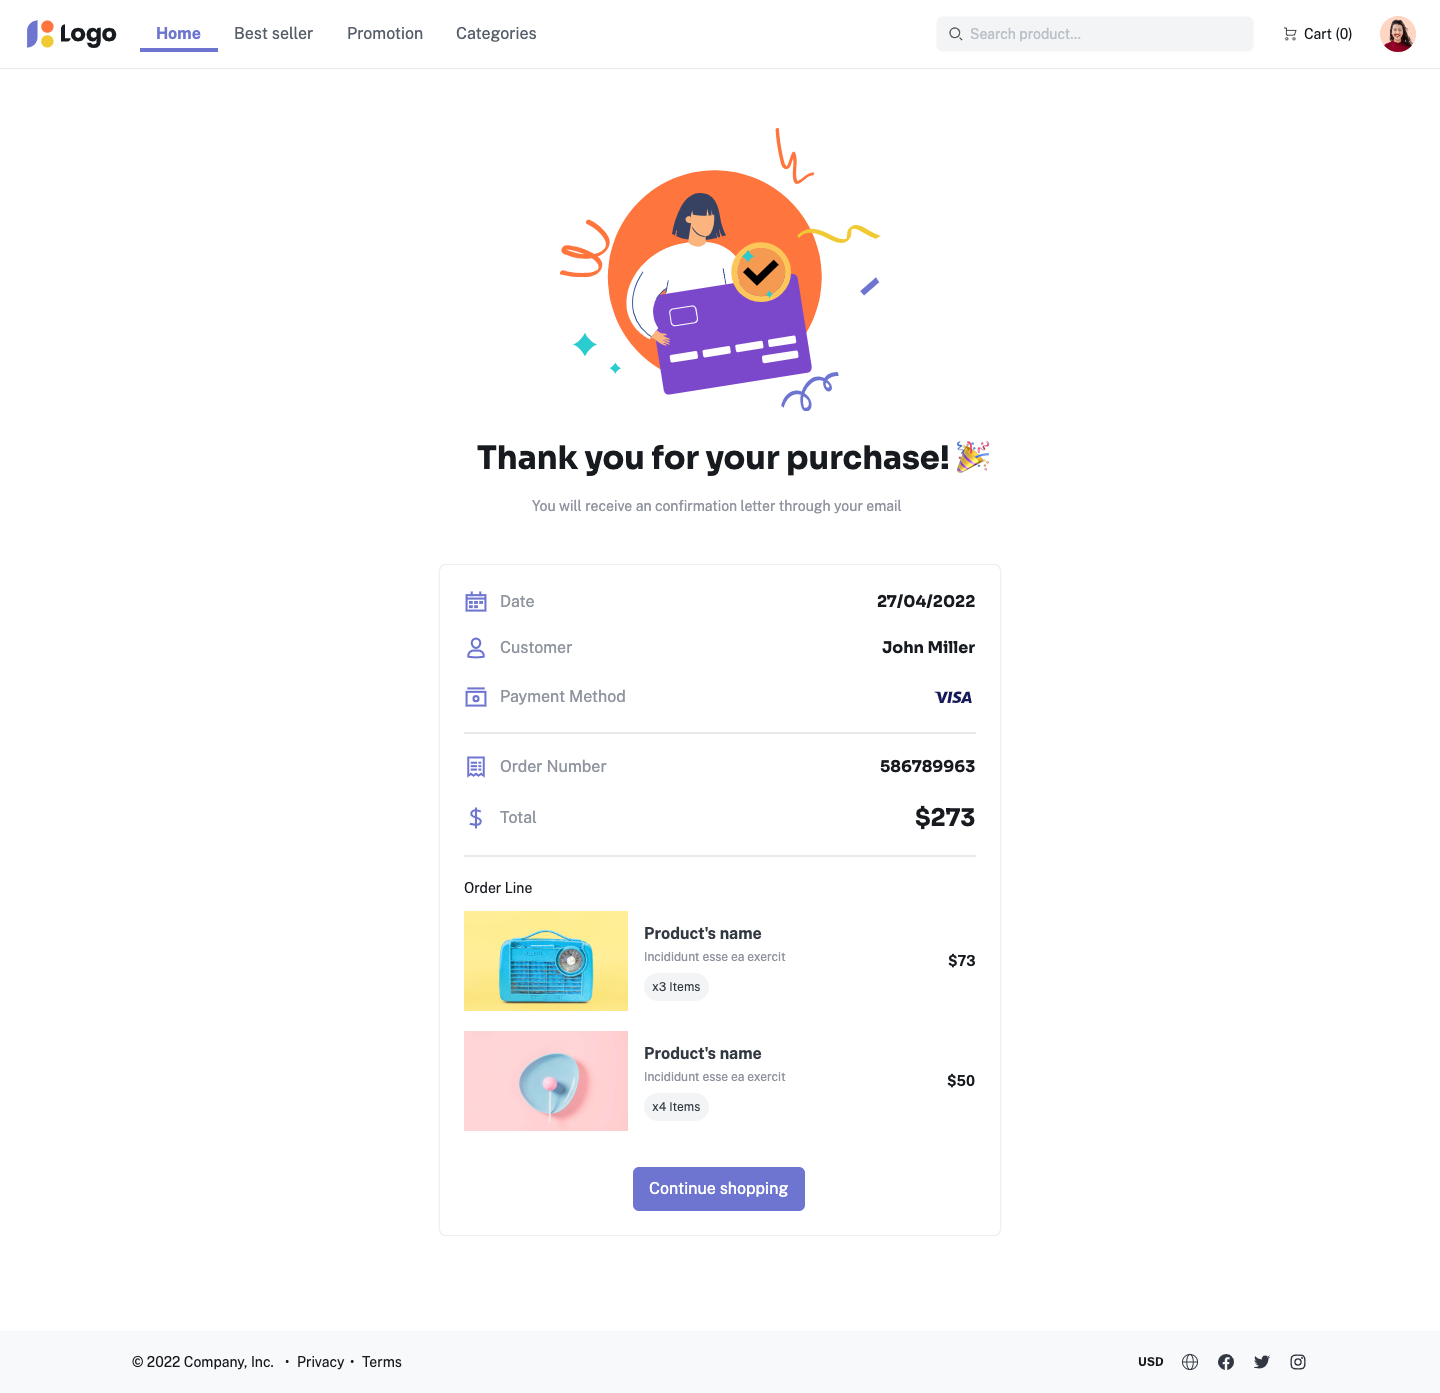 Logo
Home
Best seller
Promotion
Categories
Search product...
Cart (0)
Thank you for your purchase! 🎉
You will receive an confirmation letter through your email
Date
27/04/2022
Customer
John Miller
Payment Method
VISA
Order Number
586789963
Total
$273
Order Line
Product's name
Incididunt esse ea exercit
x3 Items
$73
Product's name
Incididunt esse ea exercit
x4 Items
$50
Continue shopping
© 2022 Company, Inc. • Privacy • Terms
USD